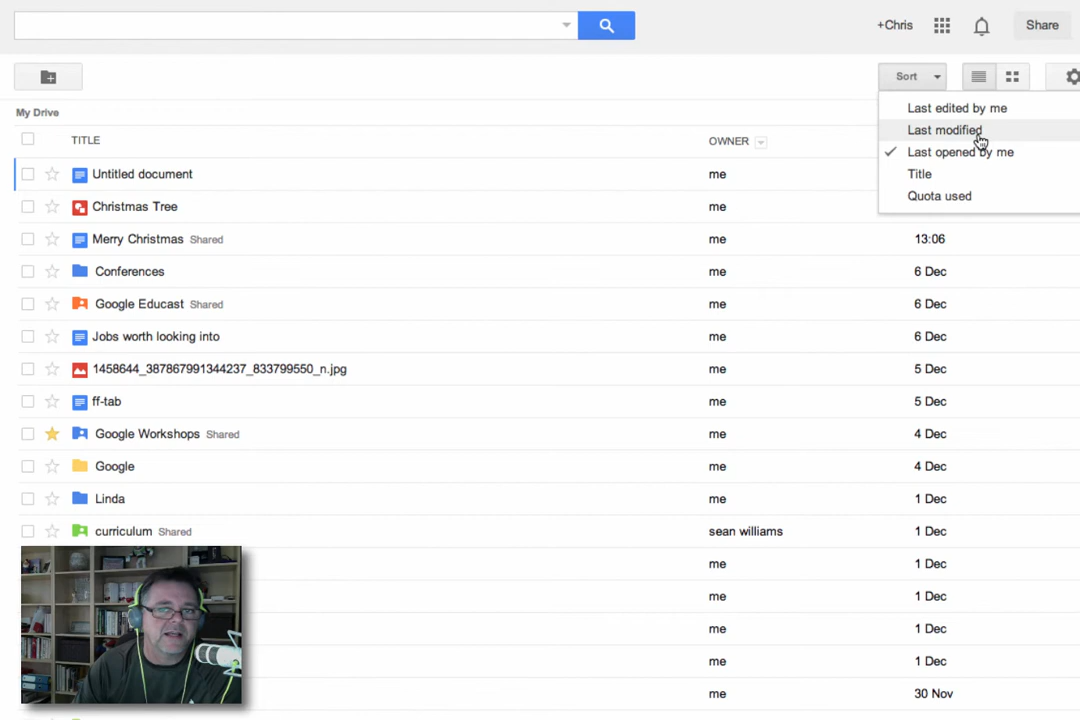 +Chris Share
Sort
My Drive
Last edited by me
Last modified
Last opened by me
Title
Quota used
TITLE OWNER
Untitled document me
Christmas Tree me
Merry Christmas Shared me 13:06
Conferences me 6 Dec
Google Educast Shared me 6 Dec
Jobs worth looking into me 6 Dec
1458644_387867991344237_833799550_n.jpg me 5 Dec
ff-tab me 5 Dec
Google Workshops Shared me 4 Dec
Google me 4 Dec
Linda me 1 Dec
curriculum Shared sean williams 1 Dec
me 1 Dec
me 1 Dec
me 1 Dec
me 1 Dec
me 30 Nov